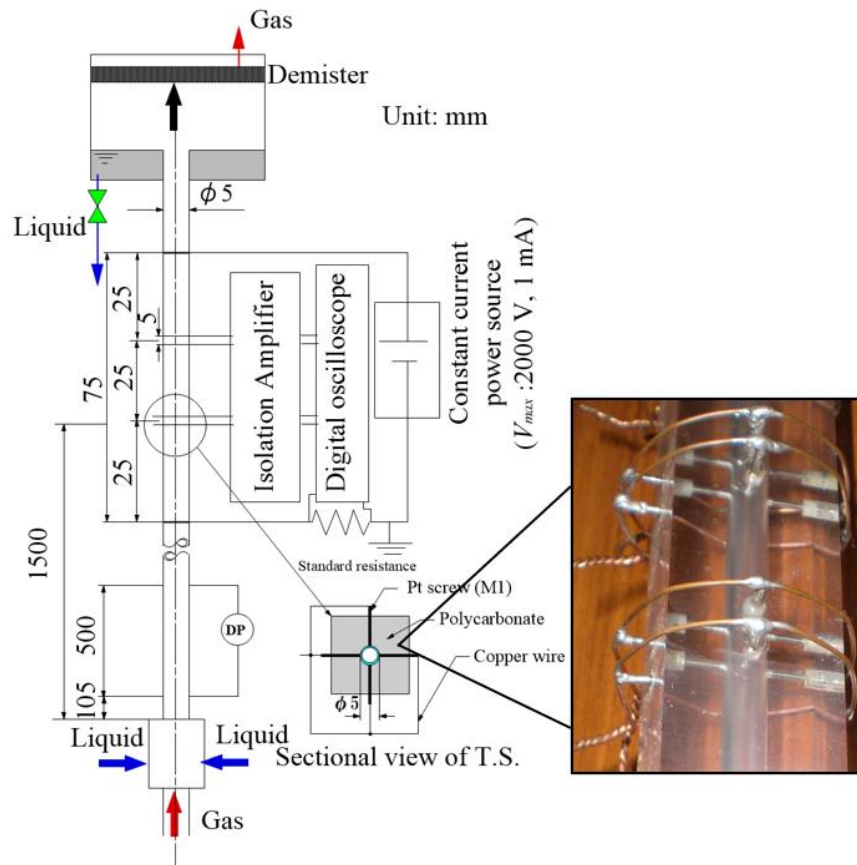 Gas
Demister
Unit: mm
ϕ 5
Liquid
25
5
25
75
25
Isolation Amplifier
Digital oscilloscope
Constant current
power source
(Vmax :2000 V, 1 mA)
1500
Standard resistance
Pt screw (M1)
500
DP
Polycarbonate
Copper wire
105
ϕ 5
Liquid
Liquid
Sectional view of T.S.
Gas